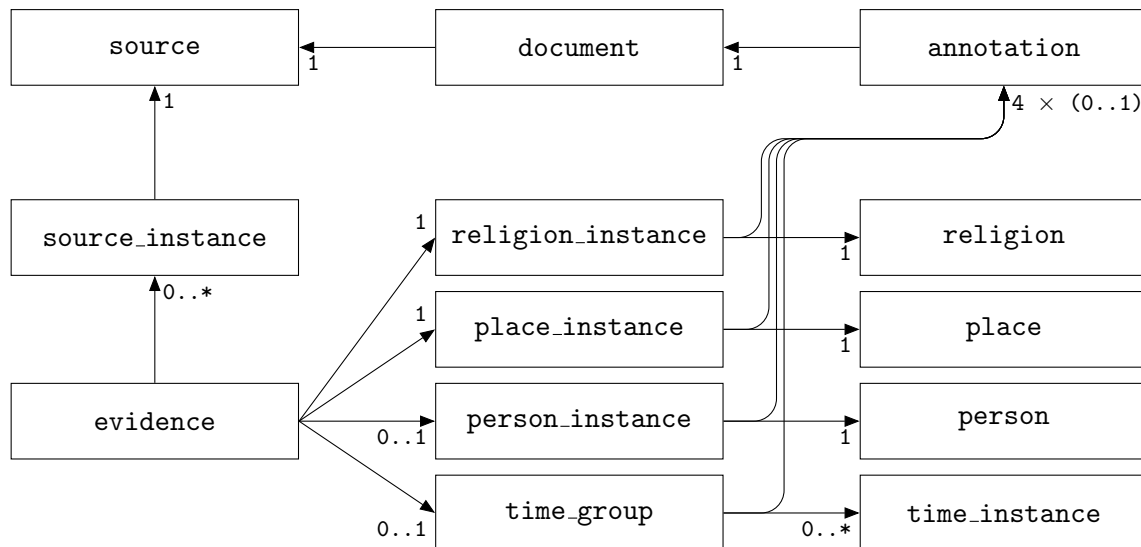 source
document
annotation
1
1
1
4 × (0..1)
source_instance
religion_instance
religion
1
1
0..*
place_instance
place
1
1
evidence
person_instance
person
0..1
1
time_group
time_instance
0..1
0..*